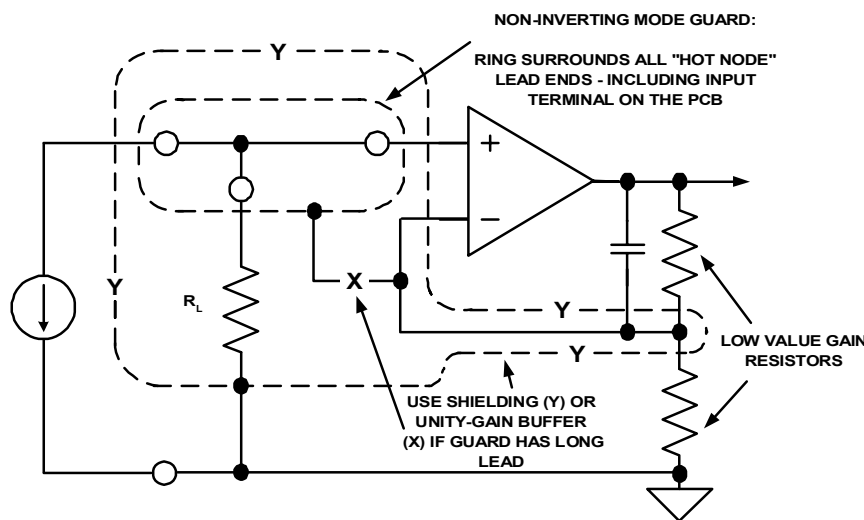 NON-INVERTING MODE GUARD:
RING SURROUNDS ALL "HOT NODE"
LEAD ENDS - INCLUDING INPUT
TERMINAL ON THE PCB
Y
+
−
Y
X
R_L
Y
Y
LOW VALUE GAIN
RESISTORS
USE SHIELDING (Y) OR
UNITY-GAIN BUFFER
(X) IF GUARD HAS LONG
LEAD